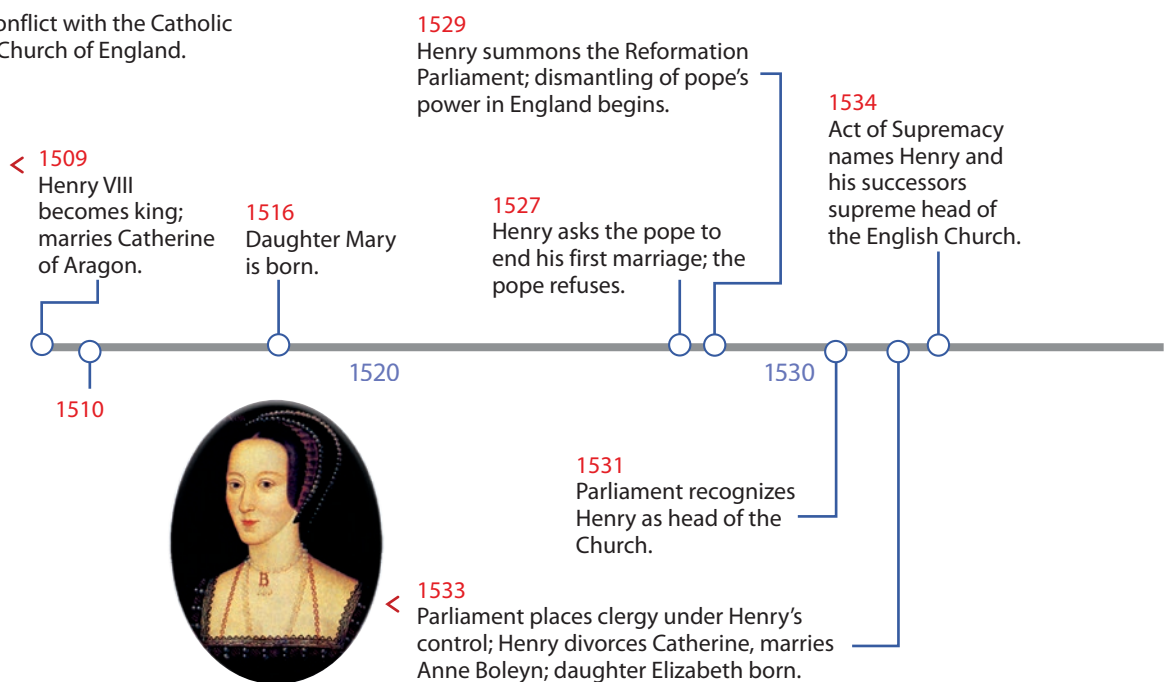 onflict with the Catholic
Church of England.
< 1509
Henry VIII
becomes king;
marries Catherine
of Aragon.
1510
1516
Daughter Mary
is born.
1520
1527
Henry asks the pope to
end his first marriage; the
pope refuses.
1529
Henry summons the Reformation
Parliament; dismantling of pope’s
power in England begins.
1530
1531
Parliament recognizes
Henry as head of the
Church.
< 1533
Parliament places clergy under Henry’s
control; Henry divorces Catherine, marries
Anne Boleyn; daughter Elizabeth born.
1534
Act of Supremacy
names Henry and
his successors
supreme head of
the English Church.
B